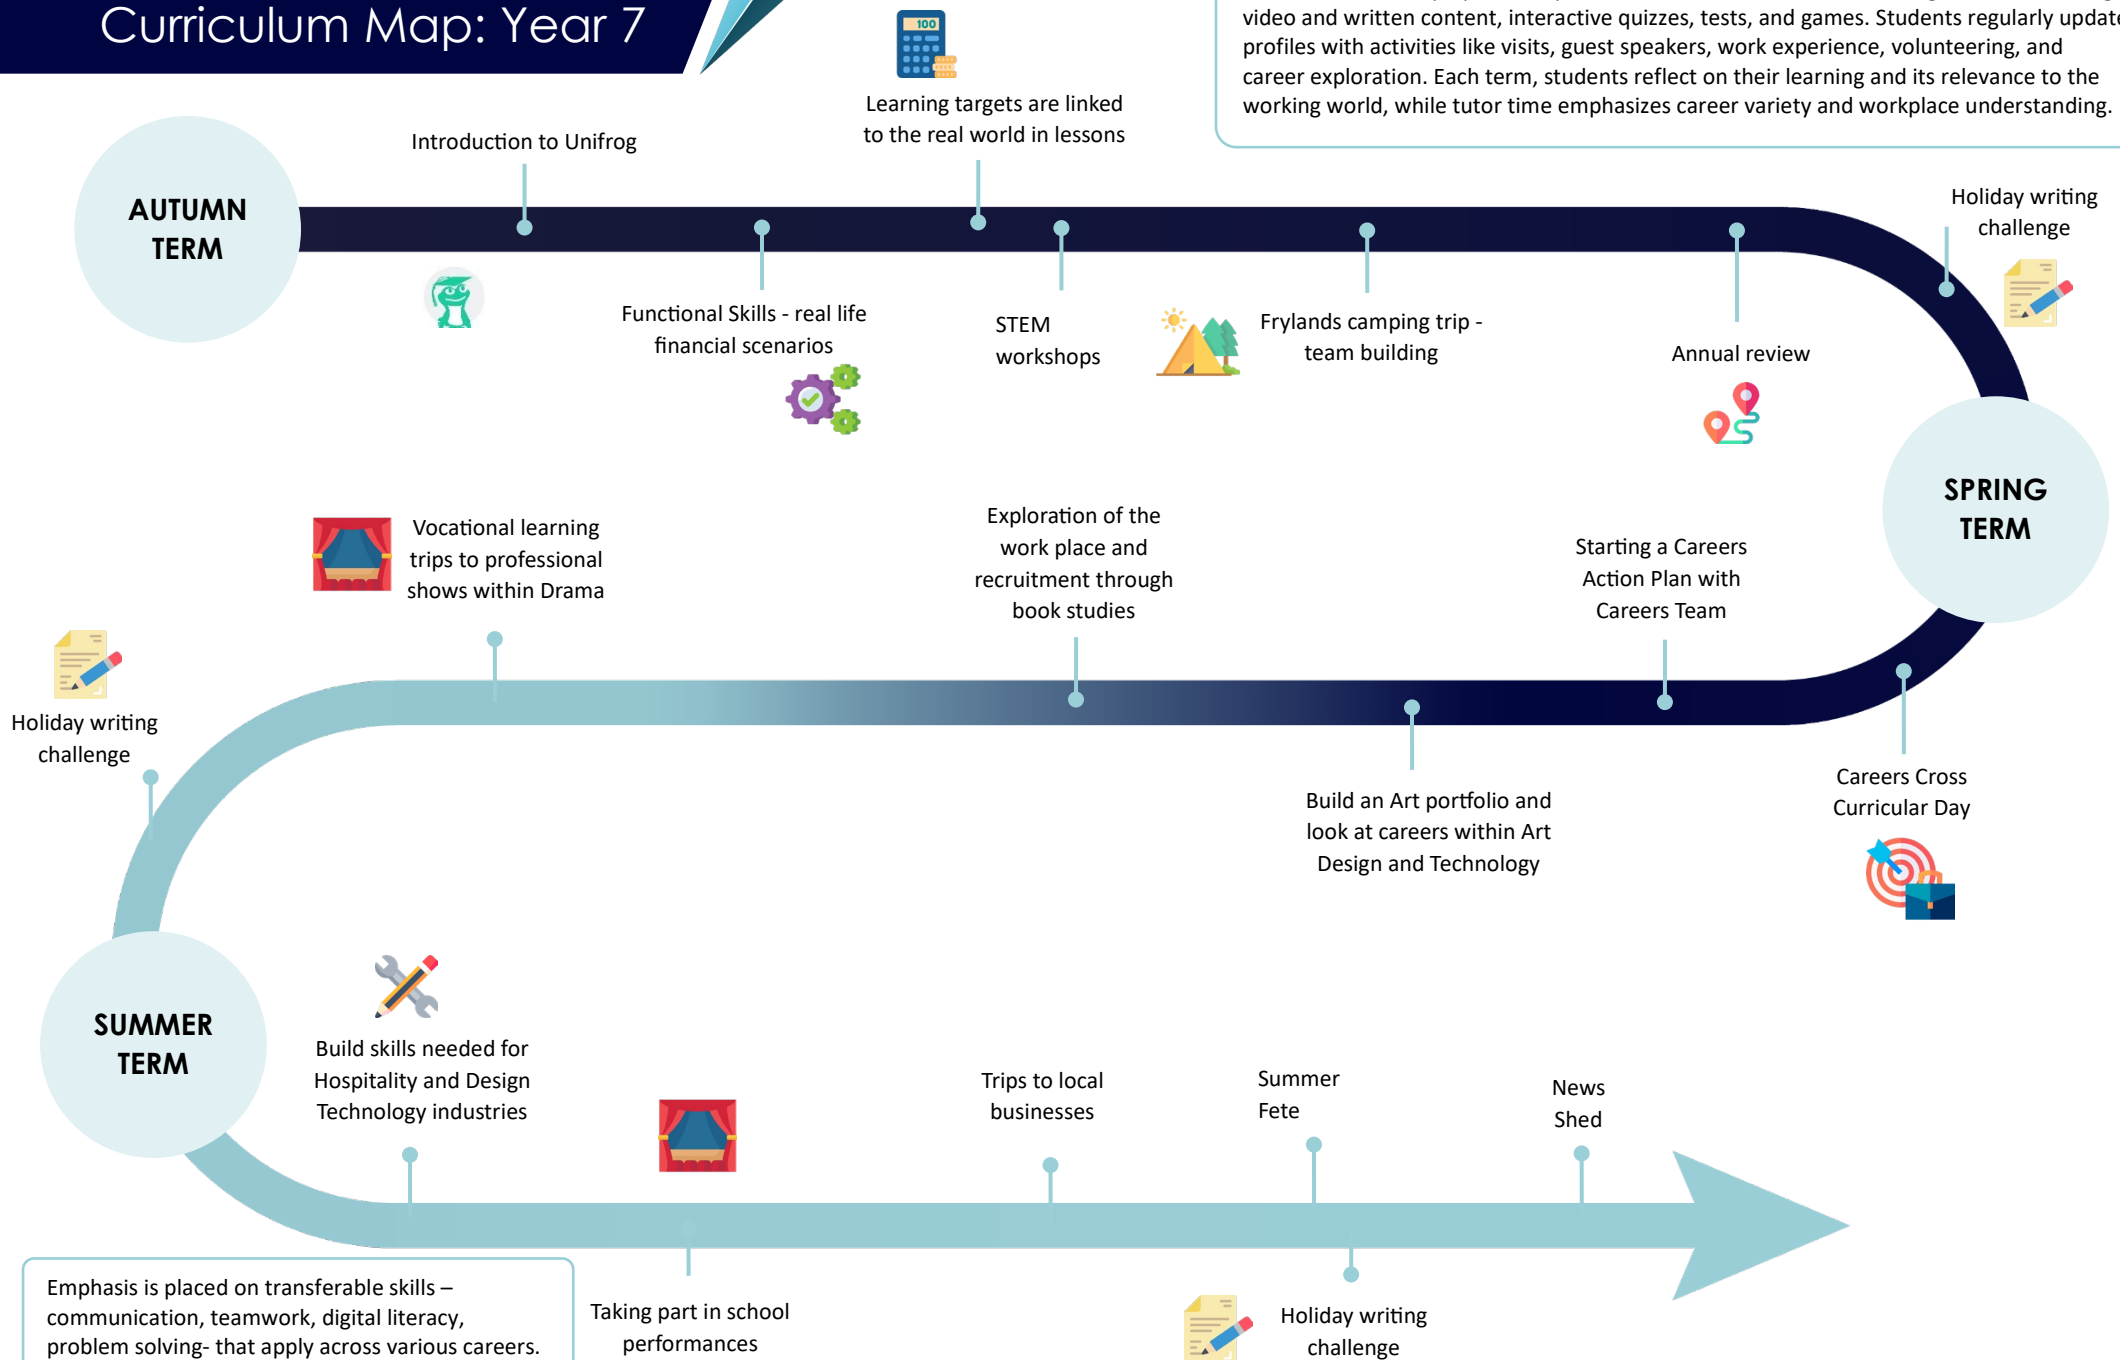 Curriculum Map: Year 7
video and written content, interactive quizzes, tests, and games. Students regularly update
profiles with activities like visits, guest speakers, work experience, volunteering, and
career exploration. Each term, students reflect on their learning and its relevance to the
working world, while tutor time emphasizes career variety and workplace understanding.
AUTUMN
TERM
Introduction to Unifrog
Functional Skills - real life
financial scenarios
100
Learning targets are linked
to the real world in lessons
STEM
workshops
Frylands camping trip -
team building
Annual review
Holiday writing
challenge
SPRING
TERM
Careers Cross
Curricular Day
Starting a Careers
Action Plan with
Careers Team
Build an Art portfolio and
look at careers within Art
Design and Technology
Exploration of the
work place and
recruitment through
book studies
Vocational learning
trips to professional
shows within Drama
Holiday writing
challenge
SUMMER
TERM
Build skills needed for
Hospitality and Design
Technology industries
Taking part in school
performances
Trips to local
businesses
Summer
Fete
Holiday writing
challenge
News
Shed
Emphasis is placed on transferable skills –
communication, teamwork, digital literacy,
problem solving- that apply across various careers.